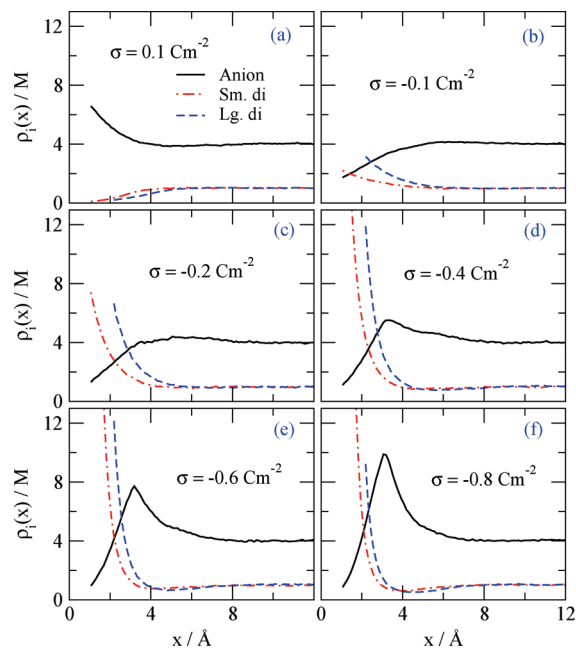 (a)
σ = 0.1 Cm-2
Anion
Sm. di
Lg. di
12
8
4
0
ρi(x) / M
(b)
σ = -0.1 Cm-2
(c)
σ = -0.2 Cm-2
12
8
4
0
ρi(x) / M
(d)
σ = -0.4 Cm-2
(e)
σ = -0.6 Cm-2
12
8
4
0
ρi(x) / M
0 4 8
x / Å
(f)
σ = -0.8 Cm-2
0 4 8 12
x / Å